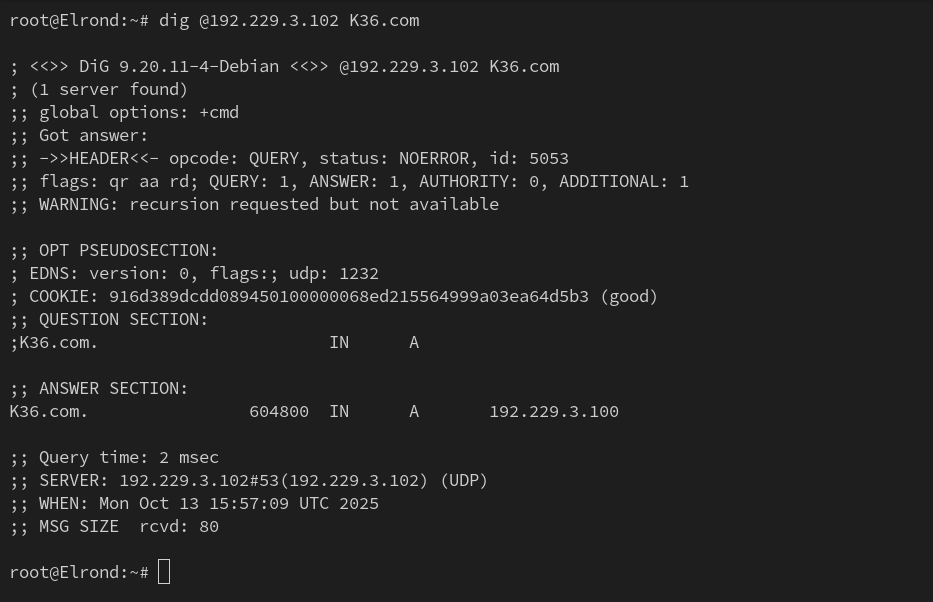 root@Elrond:~# dig @192.229.3.102 K36.com
; <<>> DiG 9.20.11-4-Debian <<>> @192.229.3.102 K36.com
; (1 server found)
;; global options: +cmd
;; Got answer:
;; ->>HEADER<<- opcode: QUERY, status: NOERROR, id: 5053
;; flags: qr aa rd; QUERY: 1, ANSWER: 1, AUTHORITY: 0, ADDITIONAL: 1
;; WARNING: recursion requested but not available
;; OPT PSEUDOSECTION:
; EDNS: version: 0, flags:; udp: 1232
; COOKIE: 916d389dcdd089450100000068ed215564999a03ea64d5b3 (good)
;; QUESTION SECTION:
;K36.com. IN A
;; ANSWER SECTION:
K36.com. 604800 IN A 192.229.3.100
;; Query time: 2 msec
;; SERVER: 192.229.3.102#53(192.229.3.102) (UDP)
;; WHEN: Mon Oct 13 15:57:09 UTC 2025
;; MSG SIZE  rcvd: 80
root@Elrond:~#